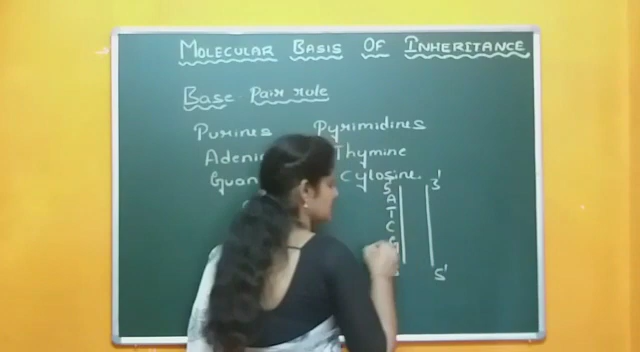 MOLECULAR BASIS OF INHERITANCE
Base Pair rule
Purines Pyrimidines
Thymine
Cytosine.
5' 3'
A
T
C
5'